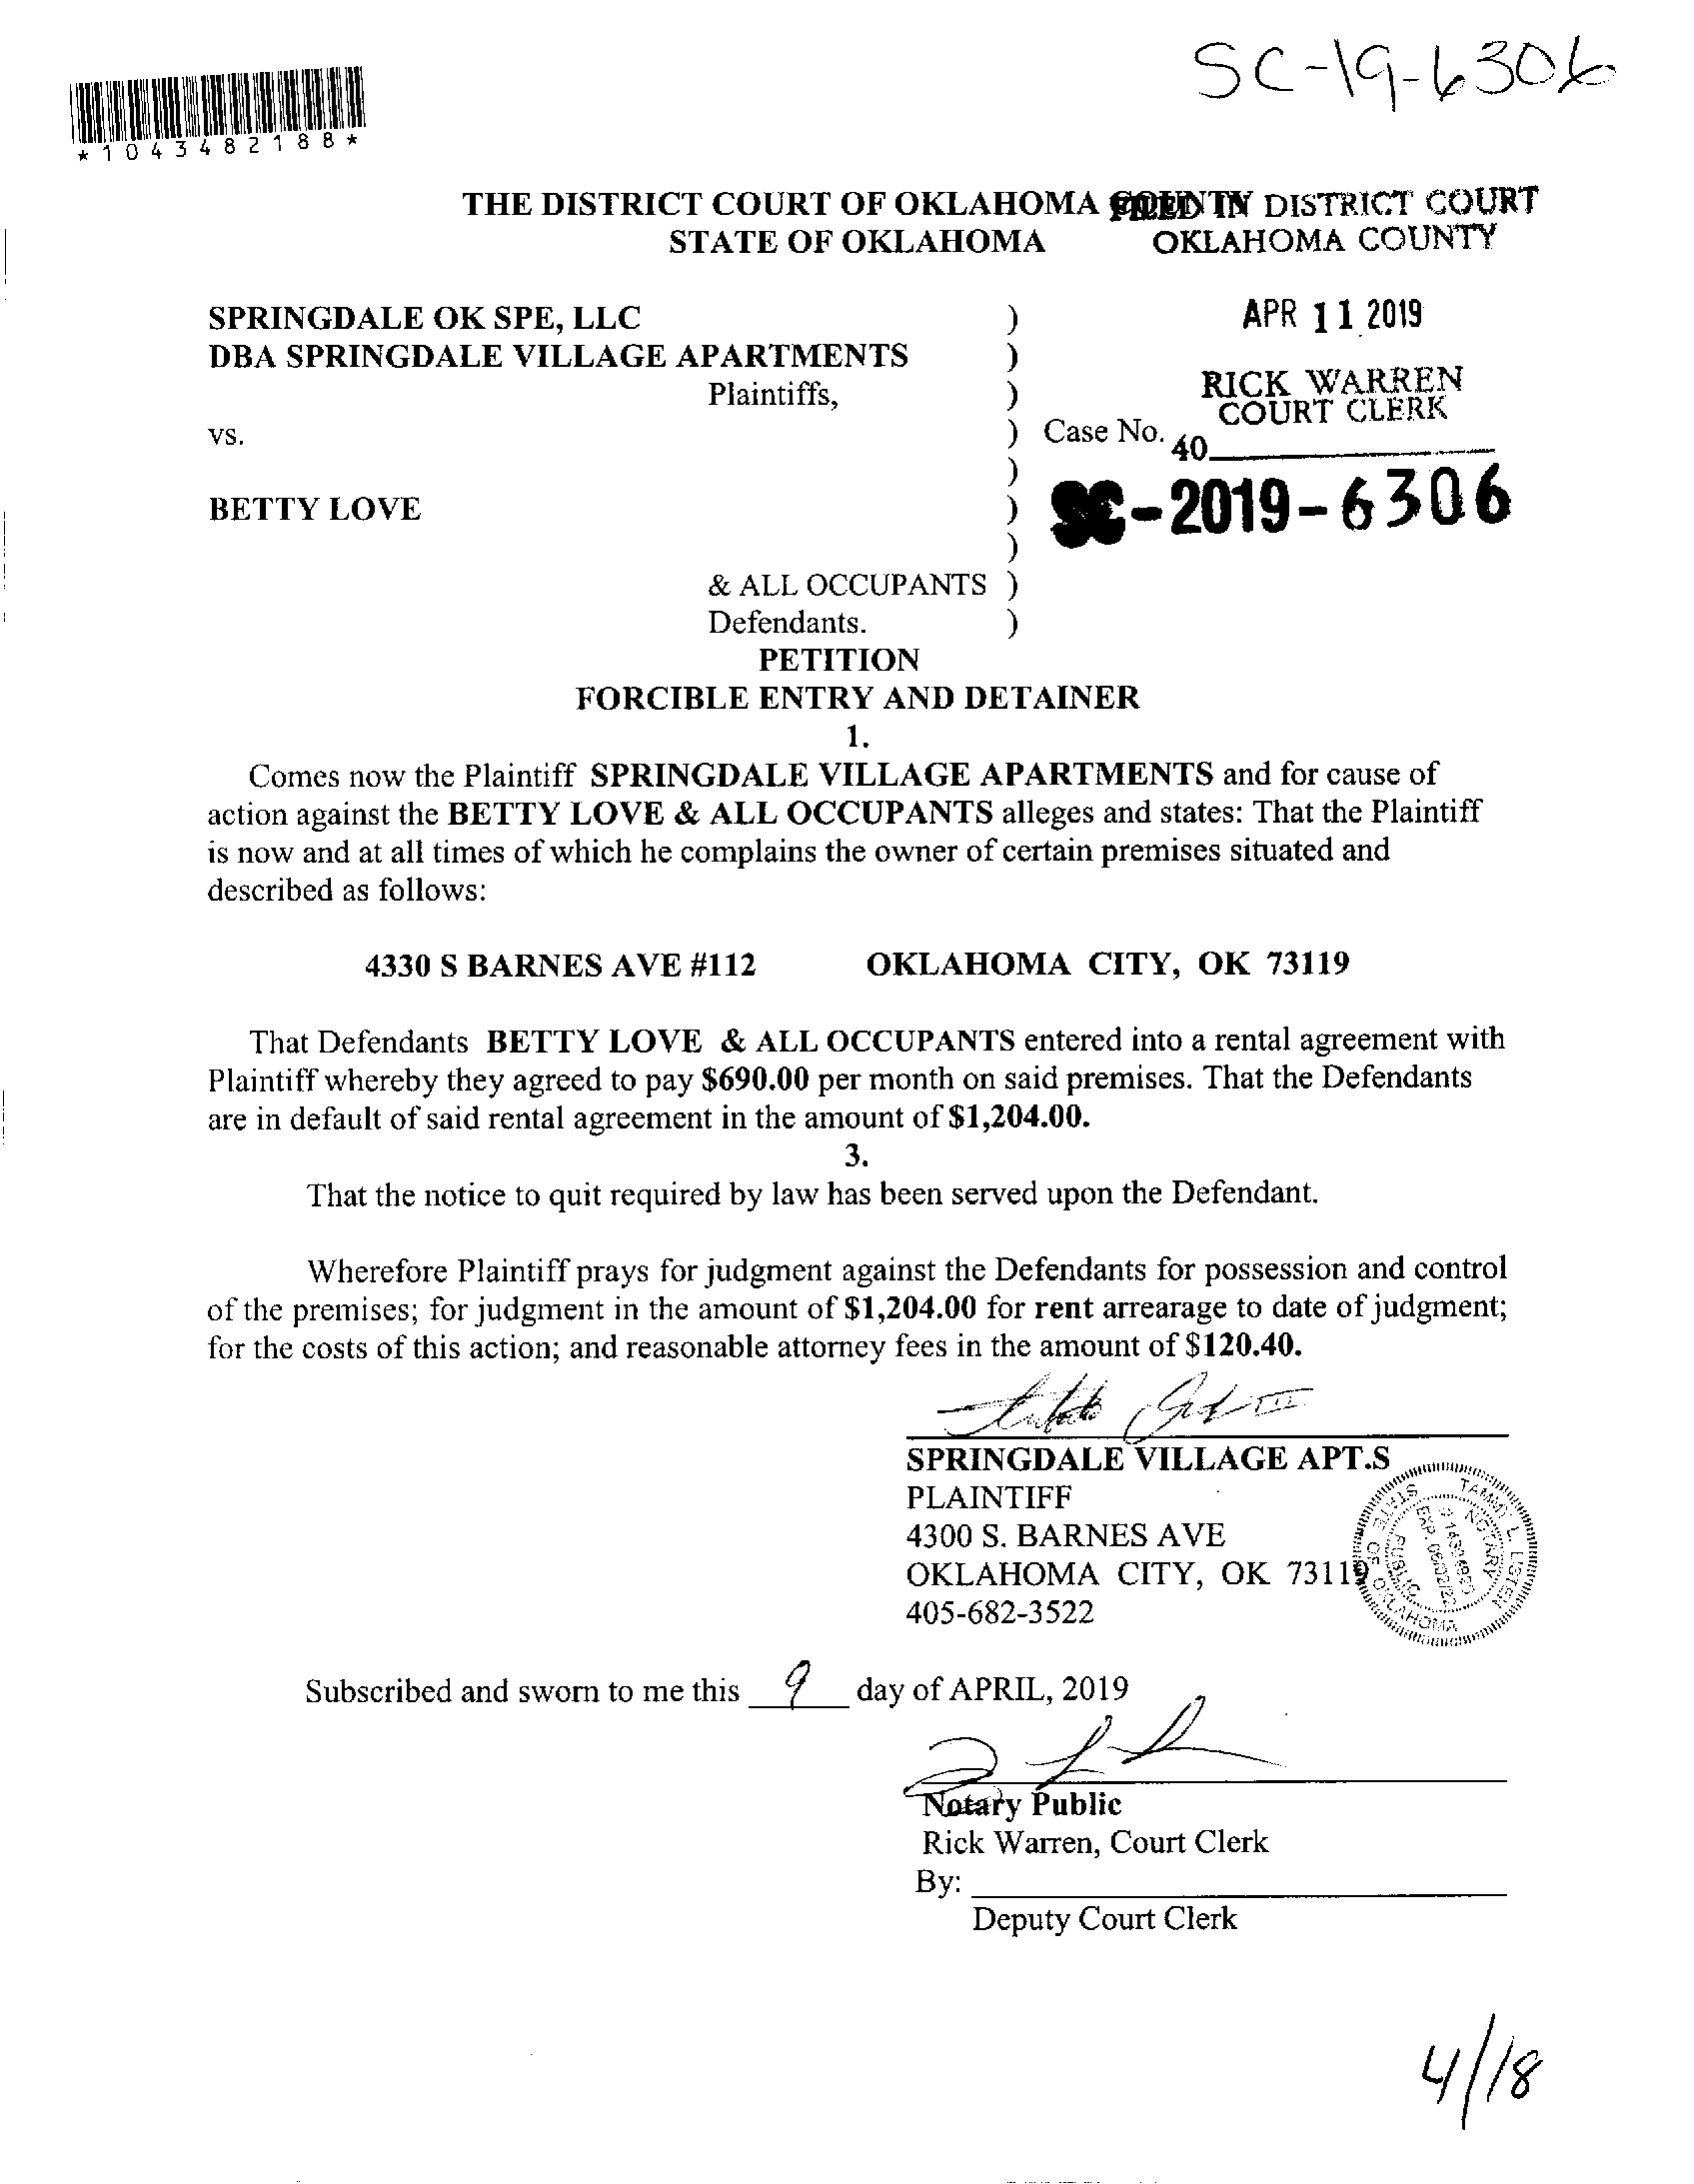 SC-19-6306
*1043482188*
THE DISTRICT COURT OF OKLAHOMA COUNTY
FILED IN DISTRICT COURT
STATE OF OKLAHOMA
OKLAHOMA COUNTY
SPRINGDALE OK SPE, LLC )
APR 11 2019
DBA SPRINGDALE VILLAGE APARTMENTS )
Plaintiffs, )
RICK WARREN
COURT CLERK
vs. ) Case No.
40
)
SC-2019-6306
BETTY LOVE )
)
& ALL OCCUPANTS )
Defendants. )
PETITION
FORCIBLE ENTRY AND DETAINER
1.
Comes now the Plaintiff SPRINGDALE VILLAGE APARTMENTS and for cause of
action against the BETTY LOVE & ALL OCCUPANTS alleges and states: That the Plaintiff
is now and at all times of which he complains the owner of certain premises situated and
described as follows:
4330 S BARNES AVE #112 OKLAHOMA CITY, OK 73119
That Defendants BETTY LOVE & ALL OCCUPANTS entered into a rental agreement with
Plaintiff whereby they agreed to pay $690.00 per month on said premises. That the Defendants
are in default of said rental agreement in the amount of $1,204.00.
3.
That the notice to quit required by law has been served upon the Defendant.
Wherefore Plaintiff prays for judgment against the Defendants for possession and control
of the premises; for judgment in the amount of $1,204.00 for rent arrearage to date of judgment;
for the costs of this action; and reasonable attorney fees in the amount of $120.40.
III
SPRINGDALE VILLAGE APT.S
PLAINTIFF
4300 S. BARNES AVE
OKLAHOMA CITY, OK 73119
405-682-3522
NOTARY
PUBLIC
STATE OF OKLAHOMA
Subscribed and sworn to me this 9 day of APRIL, 2019
Notary Public
Rick Warren, Court Clerk
By:
Deputy Court Clerk
4/18